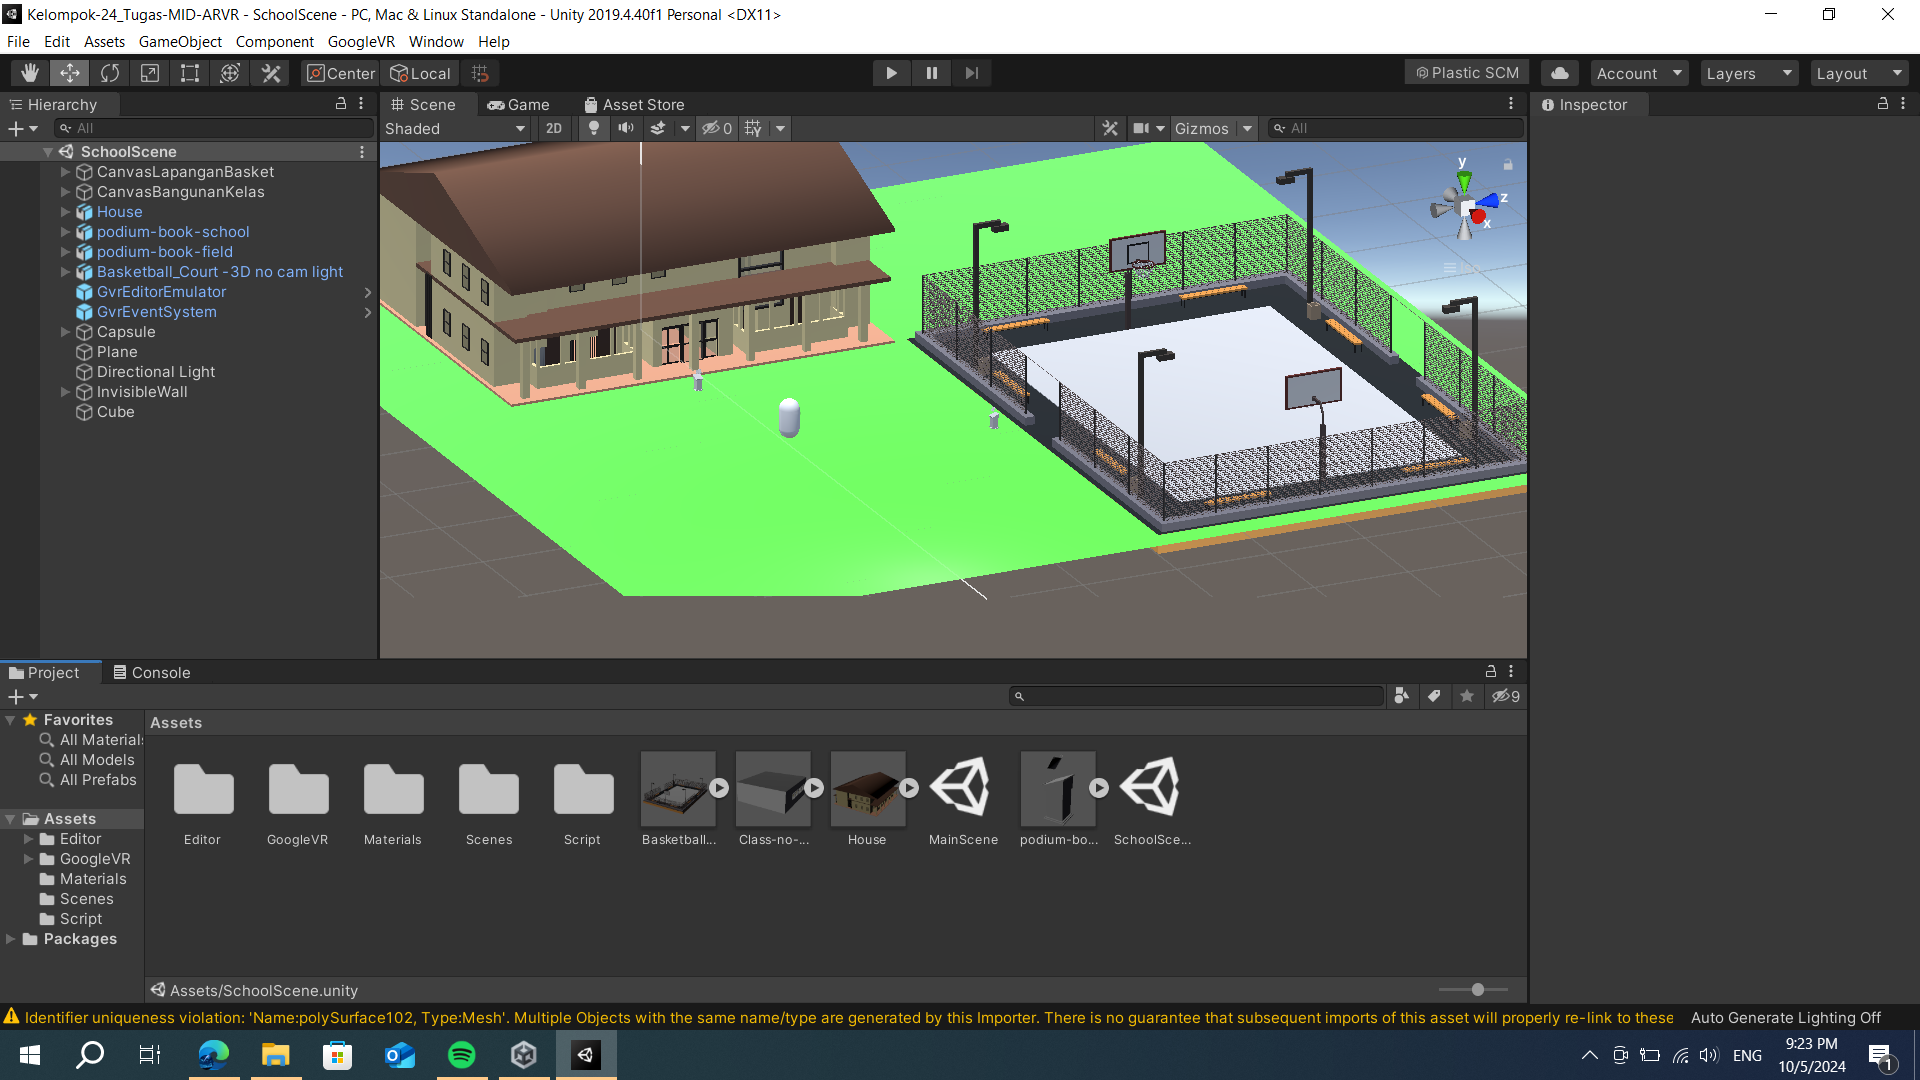 Kelompok-24_Tugas-MID-ARVR - SchoolScene - PC, Mac & Linux Standalone - Unity 2019.4.40f1 Personal <DX11>
File Edit Assets GameObject Component GoogleVR Window Help
Center Local Plastic SCM Account Layers Layout
Hierarchy
All
SchoolScene
CanvasLapanganBasket
CanvasBangunanKelas
House
podium-book-school
podium-book-field
Basketball_Court -3D no cam light
GvrEditorEmulator
GvrEventSystem
Capsule
Plane
Directional Light
InvisibleWall
Cube
Scene Game Asset Store
Shaded 2D 0 Gizmos All
y
z
x
Inspector
Project Console
9
Favorites
All Materials
All Models
All Prefabs
Assets
Editor
GoogleVR
Materials
Scenes
Script
Packages
Assets
Editor GoogleVR Materials Scenes Script Basketball... Class-no-... House MainScene podium-bo... SchoolSce...
Assets/SchoolScene.unity
Identifier uniqueness violation: 'Name:polySurface102, Type:Mesh'. Multiple Objects with the same name/type are generated by this Importer. There is no guarantee that subsequent imports of this asset will properly re-link to these
Auto Generate Lighting Off
ENG
9:23 PM
10/5/2024
1